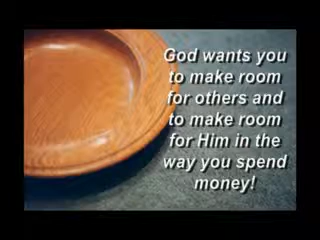 God wants you
to make room
for others and
to make room
for Him in the
way you spend
money!